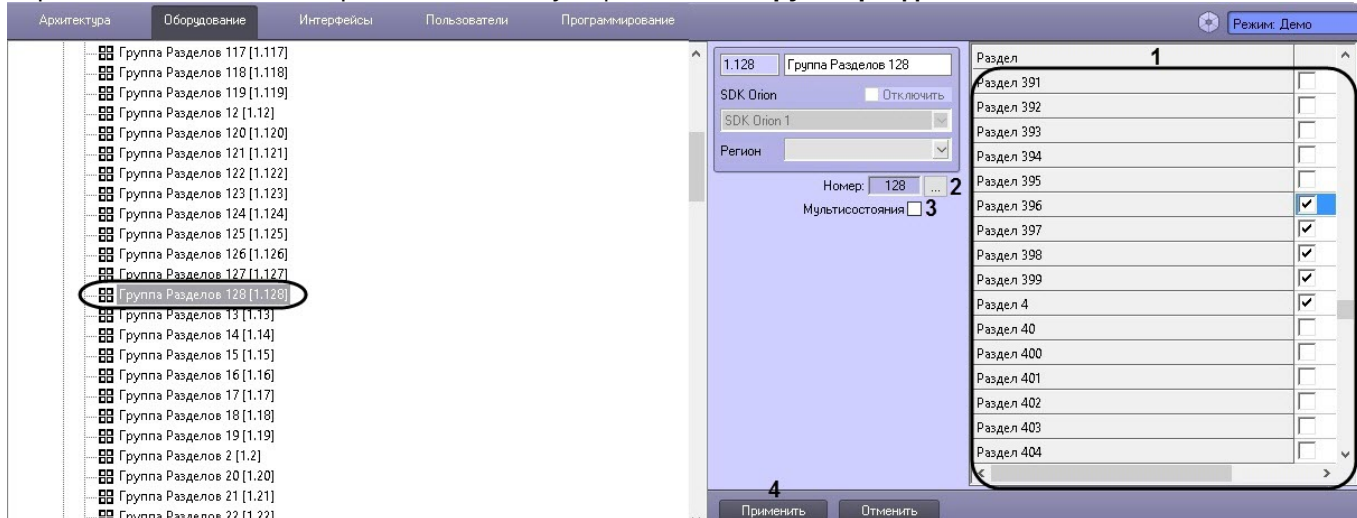 Архитектура Оборудование Интерфейсы Пользователи Программирование Режим: Демо
Группа Разделов 117 [1.117]
Группа Разделов 118 [1.118]
Группа Разделов 119 [1.119]
Группа Разделов 12 [1.12]
Группа Разделов 120 [1.120]
Группа Разделов 121 [1.121]
Группа Разделов 122 [1.122]
Группа Разделов 123 [1.123]
Группа Разделов 124 [1.124]
Группа Разделов 125 [1.125]
Группа Разделов 126 [1.126]
Группа Разделов 127 [1.127]
Группа Разделов 128 [1.128]
Группа Разделов 13 [1.13]
Группа Разделов 14 [1.14]
Группа Разделов 15 [1.15]
Группа Разделов 16 [1.16]
Группа Разделов 17 [1.17]
Группа Разделов 18 [1.18]
Группа Разделов 19 [1.19]
Группа Разделов 2 [1.2]
Группа Разделов 20 [1.20]
Группа Разделов 21 [1.21]
Группа Разделов 22 [1.22]
1.128 Группа Разделов 128
SDK Orion Отключить
SDK Orion 1
Регион
Номер: 128 ... 2
Мультисостояния 3
4
Применить Отменить
Раздел 1
Раздел 391
Раздел 392
Раздел 393
Раздел 394
Раздел 395
Раздел 396
Раздел 397
Раздел 398
Раздел 399
Раздел 4
Раздел 40
Раздел 400
Раздел 401
Раздел 402
Раздел 403
Раздел 404